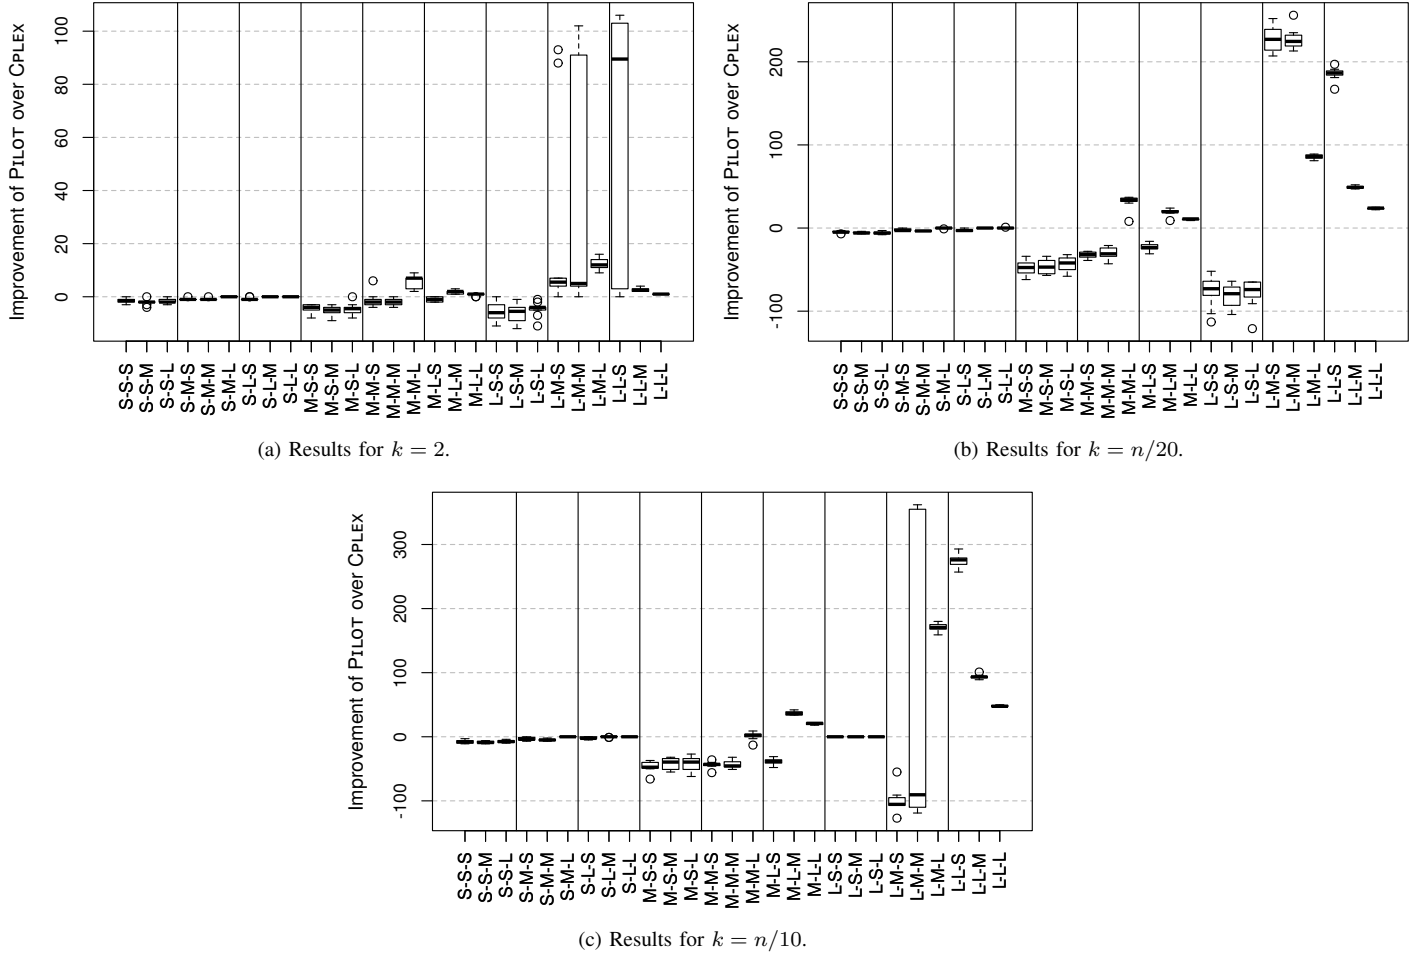 Improvement of PILOT over CPLEX
100
80
60
40
20
0
S-S-S S-S-M S-S-L S-M-S S-M-M S-M-L S-L-S S-L-M S-L-L M-S-S M-S-M M-S-L M-M-S M-M-M M-M-L M-L-S M-L-M M-L-L L-S-S L-S-M L-S-L L-M-S L-M-M L-M-L L-L-S L-L-M L-L-L
(a) Results for k = 2.
Improvement of PILOT over CPLEX
200
100
0
-100
S-S-S S-S-M S-S-L S-M-S S-M-M S-M-L S-L-S S-L-M S-L-L M-S-S M-S-M M-S-L M-M-S M-M-M M-M-L M-L-S M-L-M M-L-L L-S-S L-S-M L-S-L L-M-S L-M-M L-M-L L-L-S L-L-M L-L-L
(b) Results for k = n/20.
Improvement of PILOT over CPLEX
300
200
100
0
-100
S-S-S S-S-M S-S-L S-M-S S-M-M S-M-L S-L-S S-L-M S-L-L M-S-S M-S-M M-S-L M-M-S M-M-M M-M-L M-L-S M-L-M M-L-L L-S-S L-S-M L-S-L L-M-S L-M-M L-M-L L-L-S L-L-M L-L-L
(c) Results for k = n/10.